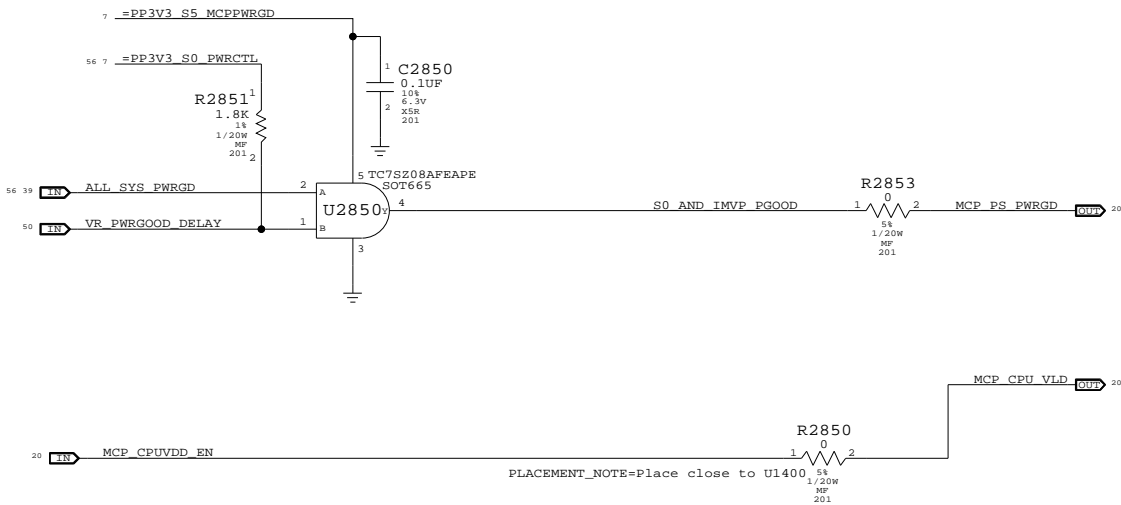 7 =PP3V3_S5_MCPPWRGD
56 7 =PP3V3_S0_PWRCTL
1 C2850
0.1UF
10%
6.3V
2 X5R
201
R2851 1
1.8K
1%
1/20W
MF
201 2
5 TC7SZ08AFEAPE
SOT665
56 39 IN ALL_SYS_PWRGD 2 A
U2850 Y 4 S0_AND_IMVP_PGOOD
50 IN VR_PWRGOOD_DELAY 1 B
3
R2853
0
1 2 MCP_PS_PWRGD OUT 20
5%
1/20W
MF
201
MCP_CPU_VLD OUT 20
R2850
0
20 IN MCP_CPUVDD_EN 1 2
PLACEMENT_NOTE=Place close to U1400
5%
1/20W
MF
201